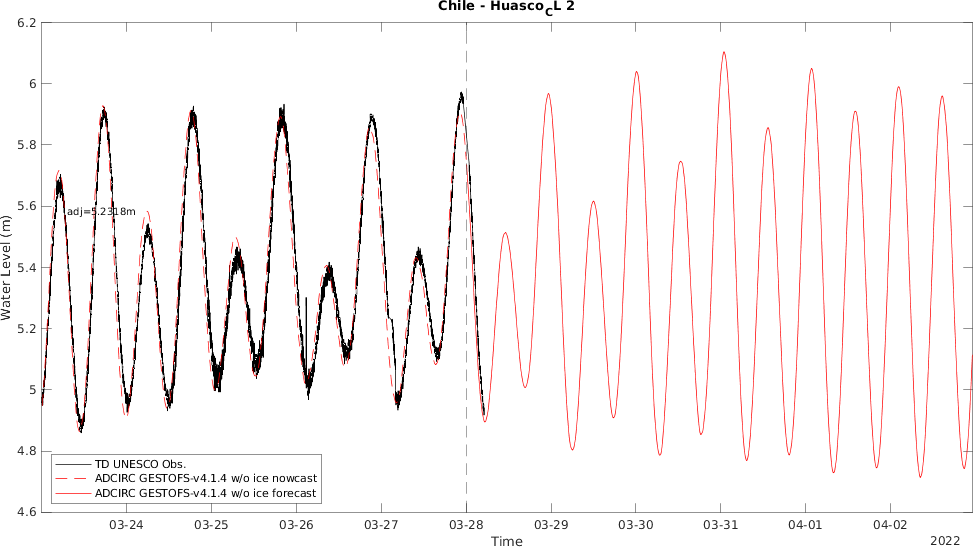 Chile - Huasco_CL 2
6.2
6
5.8
5.6
5.4
5.2
5
4.8
4.6
Water Level (m)
adj=5.2318m
TD UNESCO Obs.
ADCIRC GESTOFS-v4.1.4 w/o ice nowcast
ADCIRC GESTOFS-v4.1.4 w/o ice forecast
03-24
03-25
03-26
03-27
03-28
03-29
03-30
03-31
04-01
04-02
Time
2022